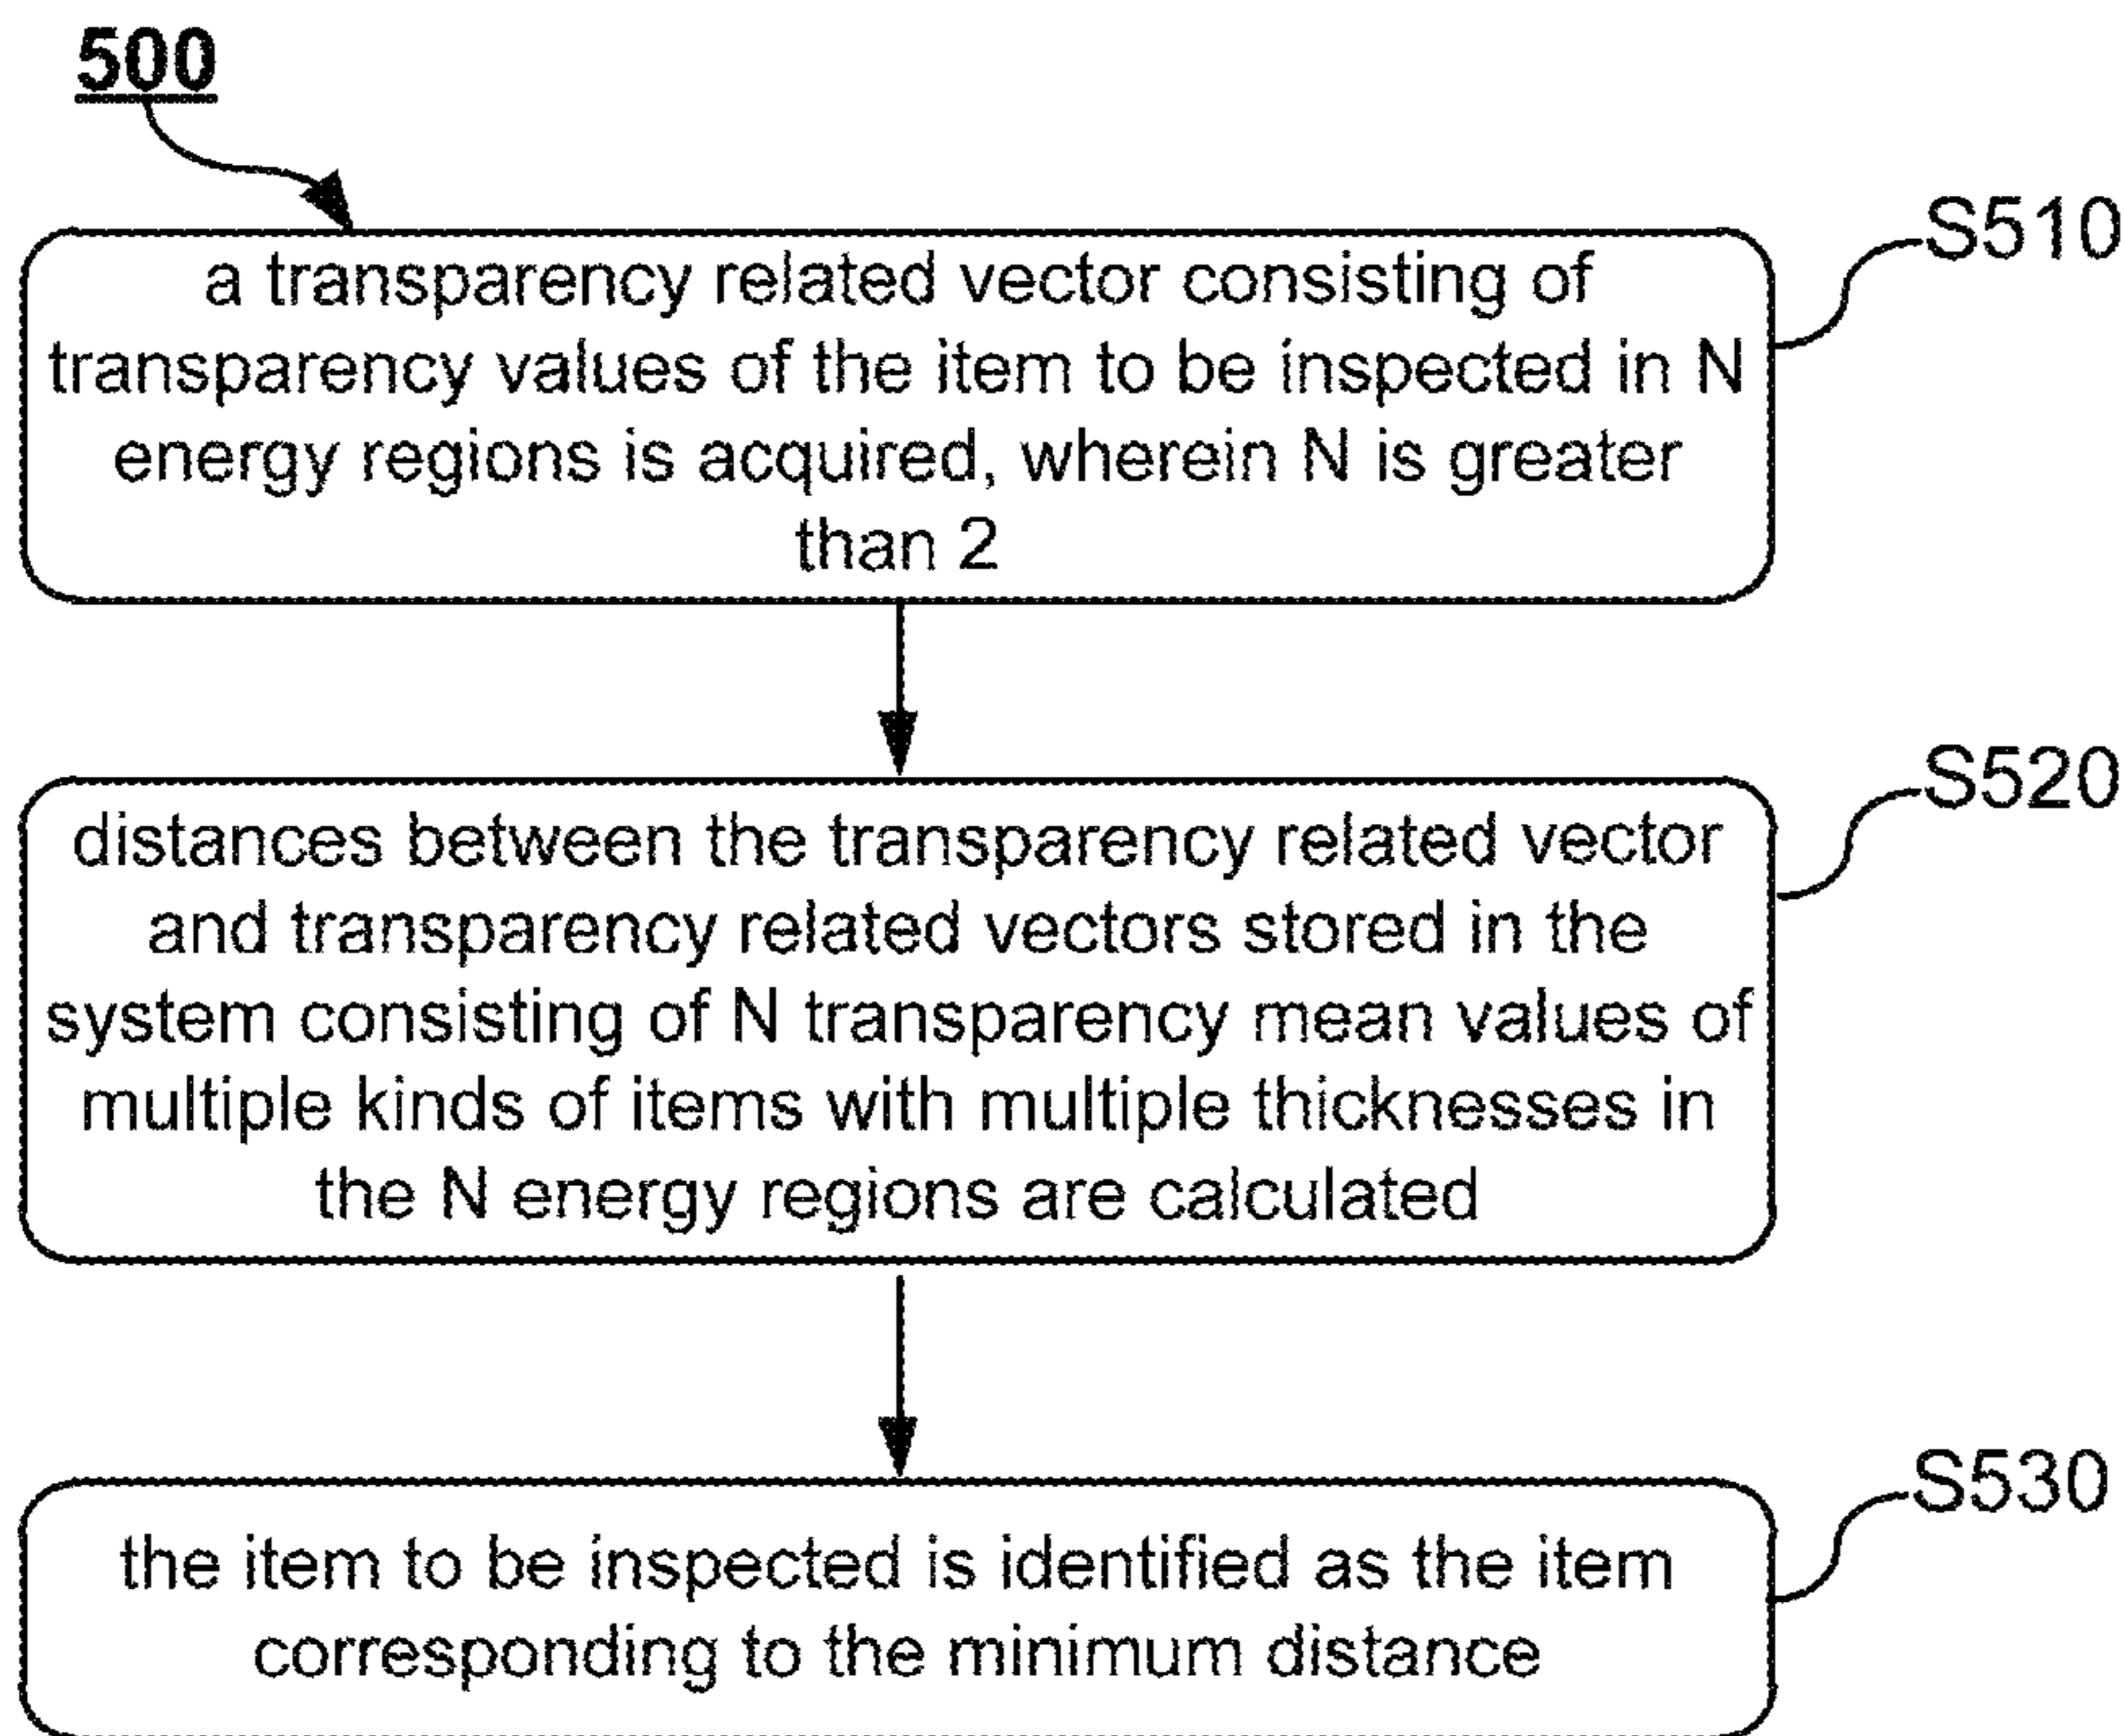 500
S510
a transparency related vector consisting of
transparency values of the item to be inspected in N
energy regions is acquired, wherein N is greater
than 2
S520
distances between the transparency related vector
and transparency related vectors stored in the
system consisting of N transparency mean values of
multiple kinds of items with multiple thicknesses in
the N energy regions are calculated
S530
the item to be inspected is identified as the item
corresponding to the minimum distance